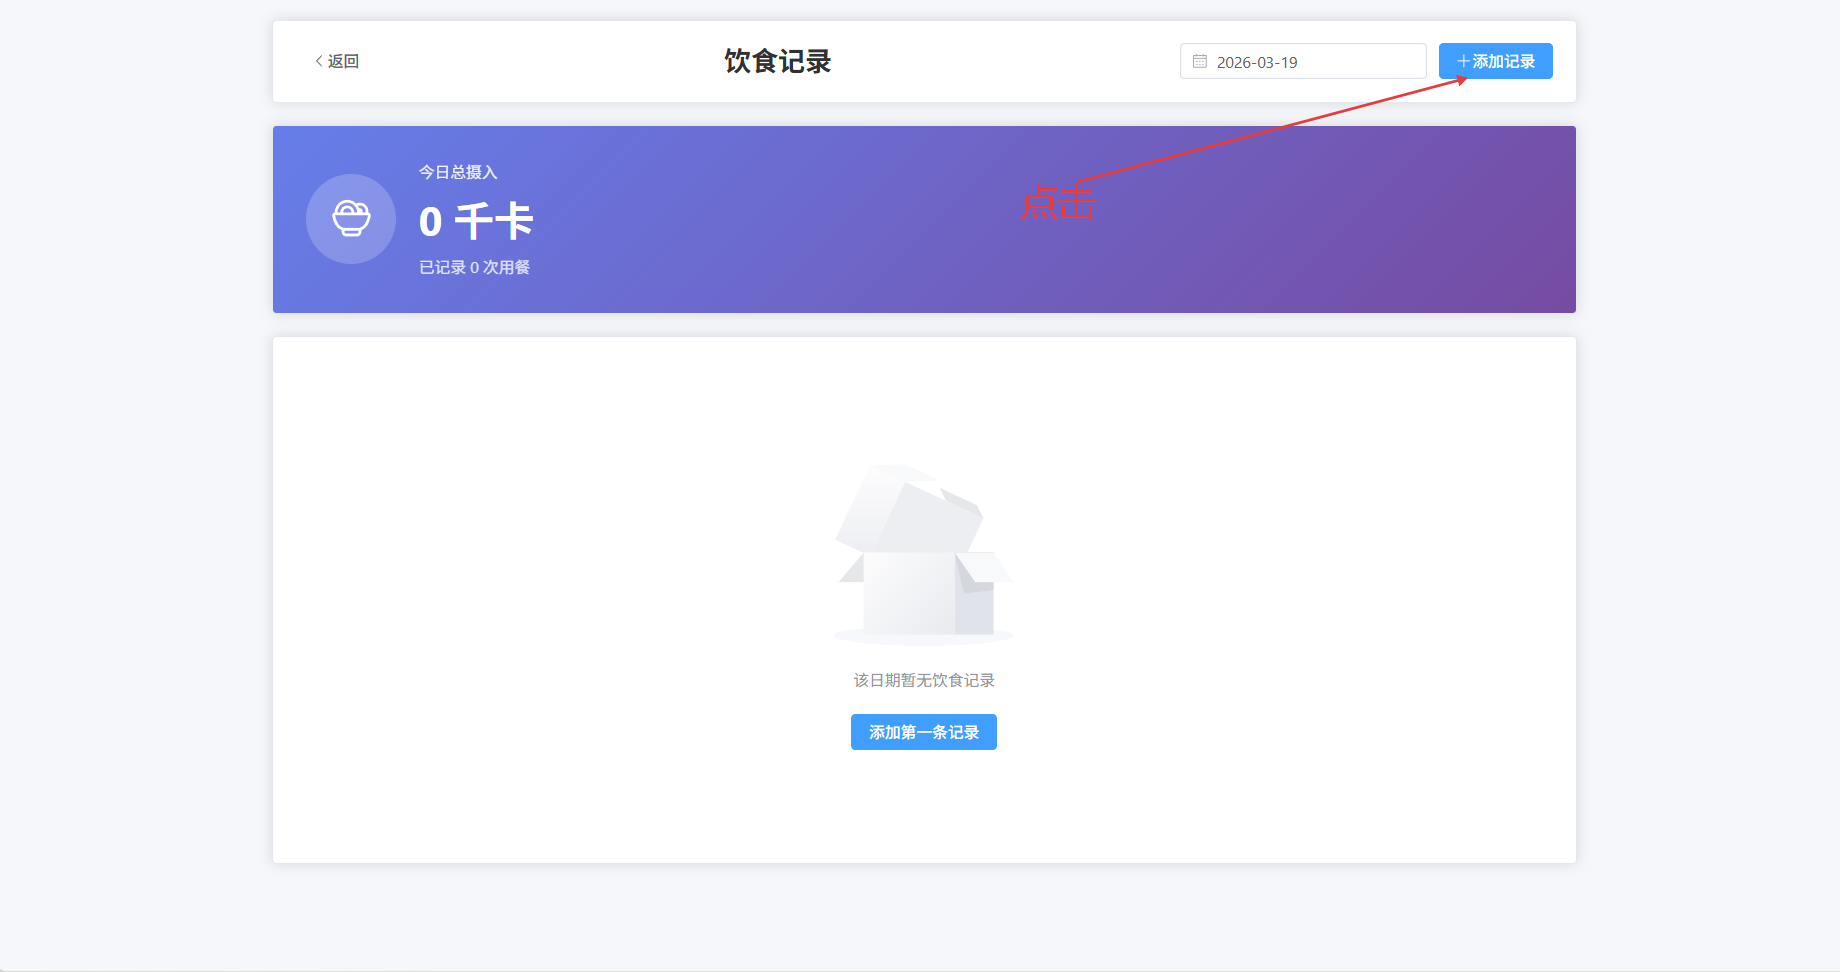 返回
饮食记录
2026-03-19
添加记录
今日总摄入
0 千卡
已记录 0 次用餐
点击
该日期暂无饮食记录
添加第一条记录